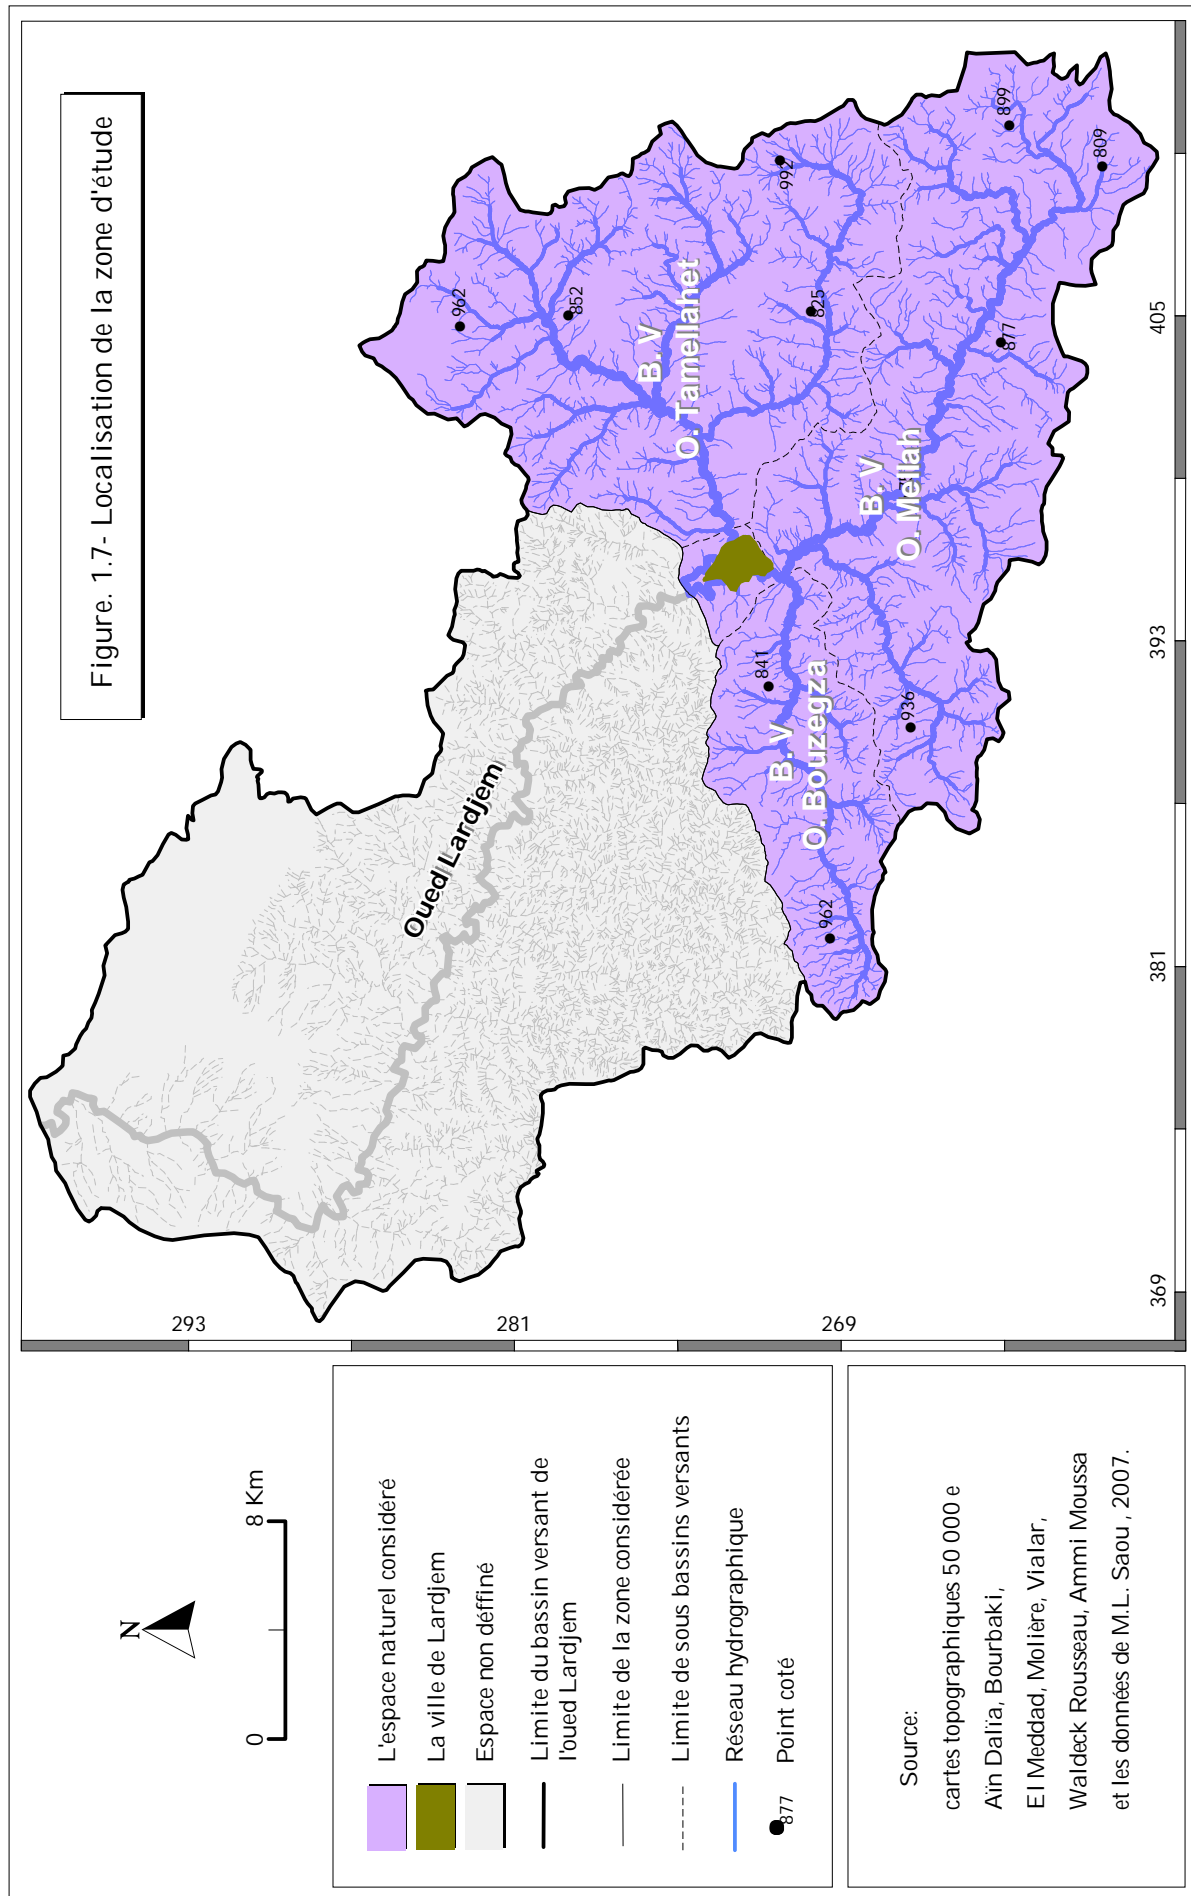 Figure. 1.7- Localisation de la zone d'étude
N
0
8 Km
L'espace naturel considéré
La ville de Lardjem
Espace non déffiné
Limite du bassin versant de
l'oued Lardjem
Limite de la zone considérée
Limite de sous bassins versants
Réseau hydrographique
877
Point coté
Source:
cartes topographiques 50 000 e
Aïn Dalïa, Bourbaki,
El Meddad, Molière, Vialar,
Waldeck Rousseau, Ammi Moussa
et les données de M.L. Saou, 2007.
293
281
269
369
381
393
405
Oued Lardjem
B. V
O. Tamellahet
B. V
O. Mellah
B. V
O. Bouzegza
962
852
992
825
899
809
877
841
936
962